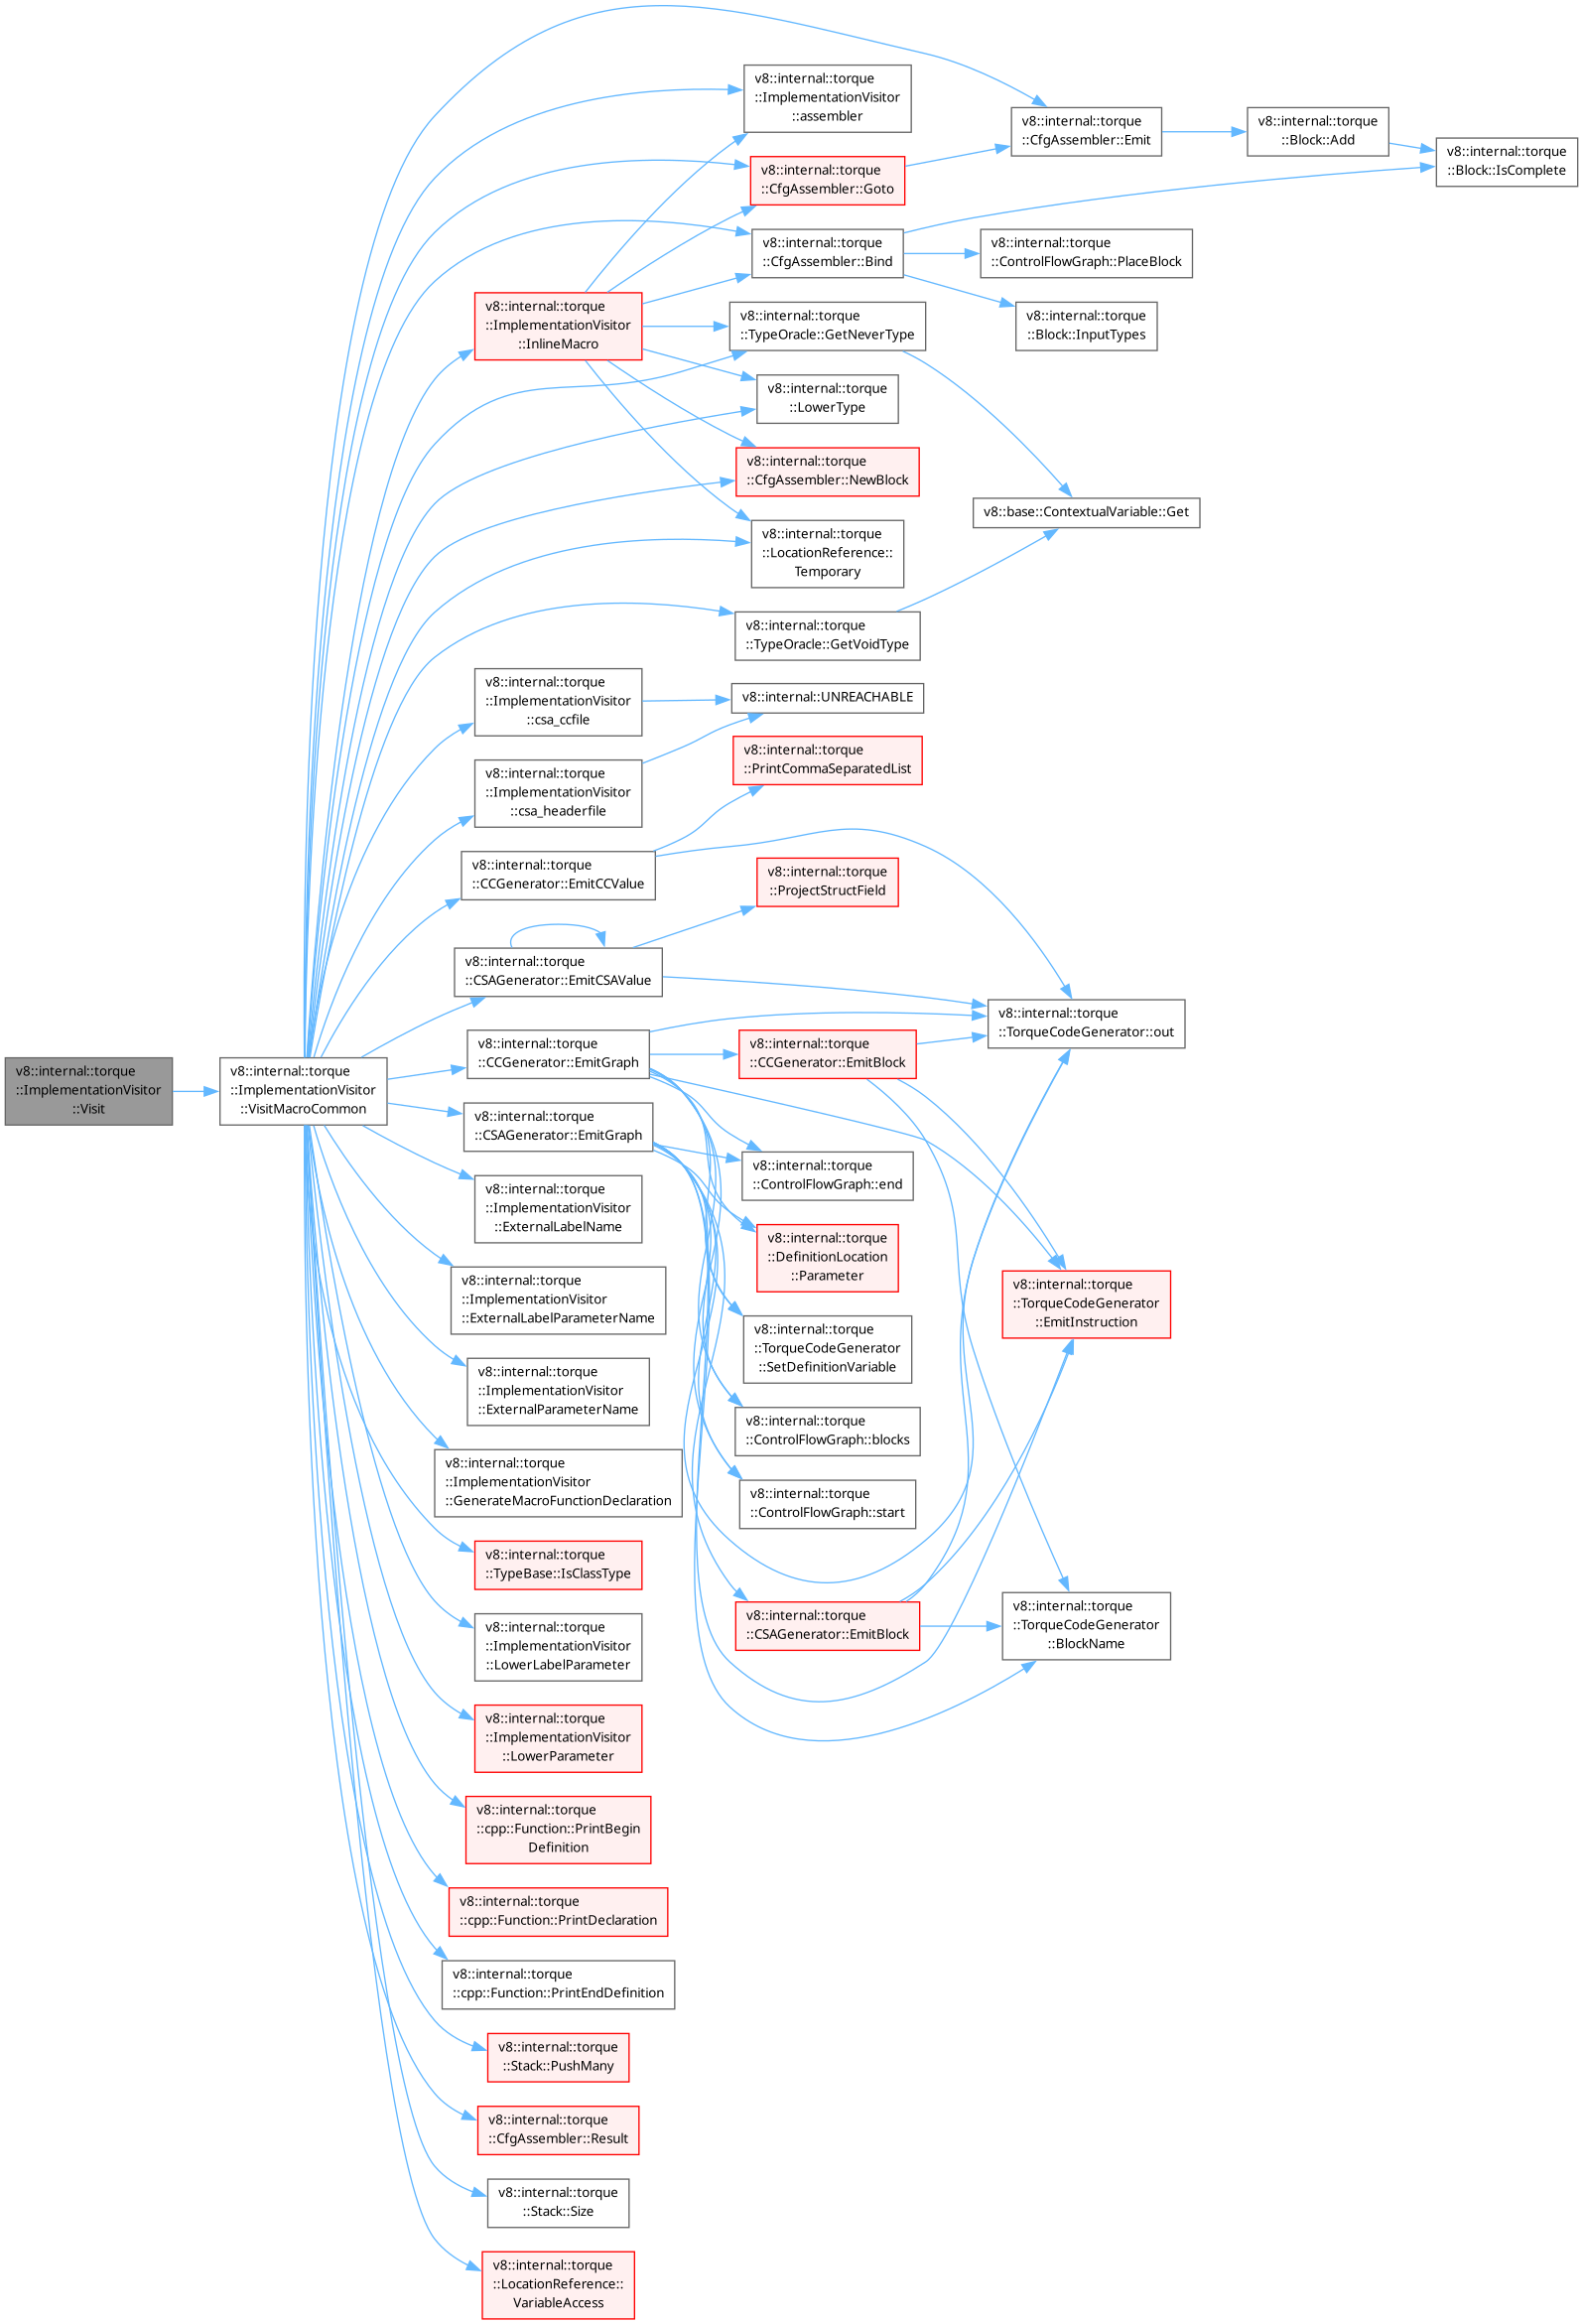 v8::internal::torque
::ImplementationVisitor
::Visit
v8::internal::torque
::ImplementationVisitor
::VisitMacroCommon
v8::internal::torque
::ImplementationVisitor
::InlineMacro
v8::internal::torque
::ImplementationVisitor
::csa_ccfile
v8::internal::torque
::ImplementationVisitor
::csa_headerfile
v8::internal::torque
::CCGenerator::EmitCCValue
v8::internal::torque
::CSAGenerator::EmitCSAValue
v8::internal::torque
::CCGenerator::EmitGraph
v8::internal::torque
::CSAGenerator::EmitGraph
v8::internal::torque
::ImplementationVisitor
::ExternalLabelName
v8::internal::torque
::ImplementationVisitor
::ExternalLabelParameterName
v8::internal::torque
::ImplementationVisitor
::ExternalParameterName
v8::internal::torque
::ImplementationVisitor
::GenerateMacroFunctionDeclaration
v8::internal::torque
::TypeBase::IsClassType
v8::internal::torque
::ImplementationVisitor
::LowerLabelParameter
v8::internal::torque
::ImplementationVisitor
::LowerParameter
v8::internal::torque
::cpp::Function::PrintBegin
Definition
v8::internal::torque
::cpp::Function::PrintDeclaration
v8::internal::torque
::cpp::Function::PrintEndDefinition
v8::internal::torque
::Stack::PushMany
v8::internal::torque
::CfgAssembler::Result
v8::internal::torque
::Stack::Size
v8::internal::torque
::LocationReference::
VariableAccess
v8::internal::torque
::ImplementationVisitor
::assembler
v8::internal::torque
::CfgAssembler::Goto
v8::internal::torque
::CfgAssembler::Bind
v8::internal::torque
::TypeOracle::GetNeverType
v8::internal::torque
::LowerType
v8::internal::torque
::CfgAssembler::NewBlock
v8::internal::torque
::LocationReference::
Temporary
v8::internal::torque
::TypeOracle::GetVoidType
v8::internal::UNREACHABLE
v8::internal::torque
::PrintCommaSeparatedList
v8::internal::torque
::ProjectStructField
v8::internal::torque
::CCGenerator::EmitBlock
v8::internal::torque
::ControlFlowGraph::end
v8::internal::torque
::DefinitionLocation
::Parameter
v8::internal::torque
::TorqueCodeGenerator
::SetDefinitionVariable
v8::internal::torque
::ControlFlowGraph::blocks
v8::internal::torque
::ControlFlowGraph::start
v8::internal::torque
::CSAGenerator::EmitBlock
v8::internal::torque
::CfgAssembler::Emit
v8::internal::torque
::ControlFlowGraph::PlaceBlock
v8::internal::torque
::Block::InputTypes
v8::base::ContextualVariable::Get
v8::internal::torque
::TorqueCodeGenerator::out
v8::internal::torque
::TorqueCodeGenerator
::EmitInstruction
v8::internal::torque
::TorqueCodeGenerator
::BlockName
v8::internal::torque
::Block::Add
v8::internal::torque
::Block::IsComplete